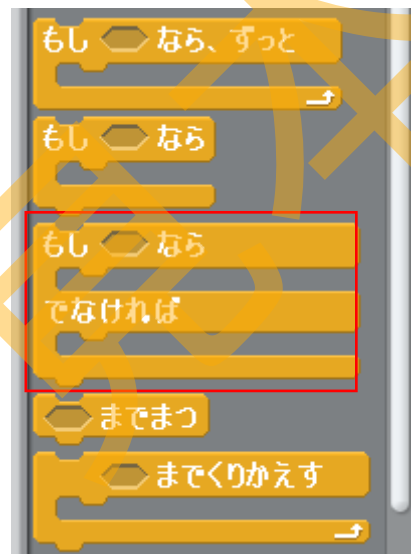 もし なら、ずっと
もし なら
もし なら
でなければ
までまつ
までくりかえす